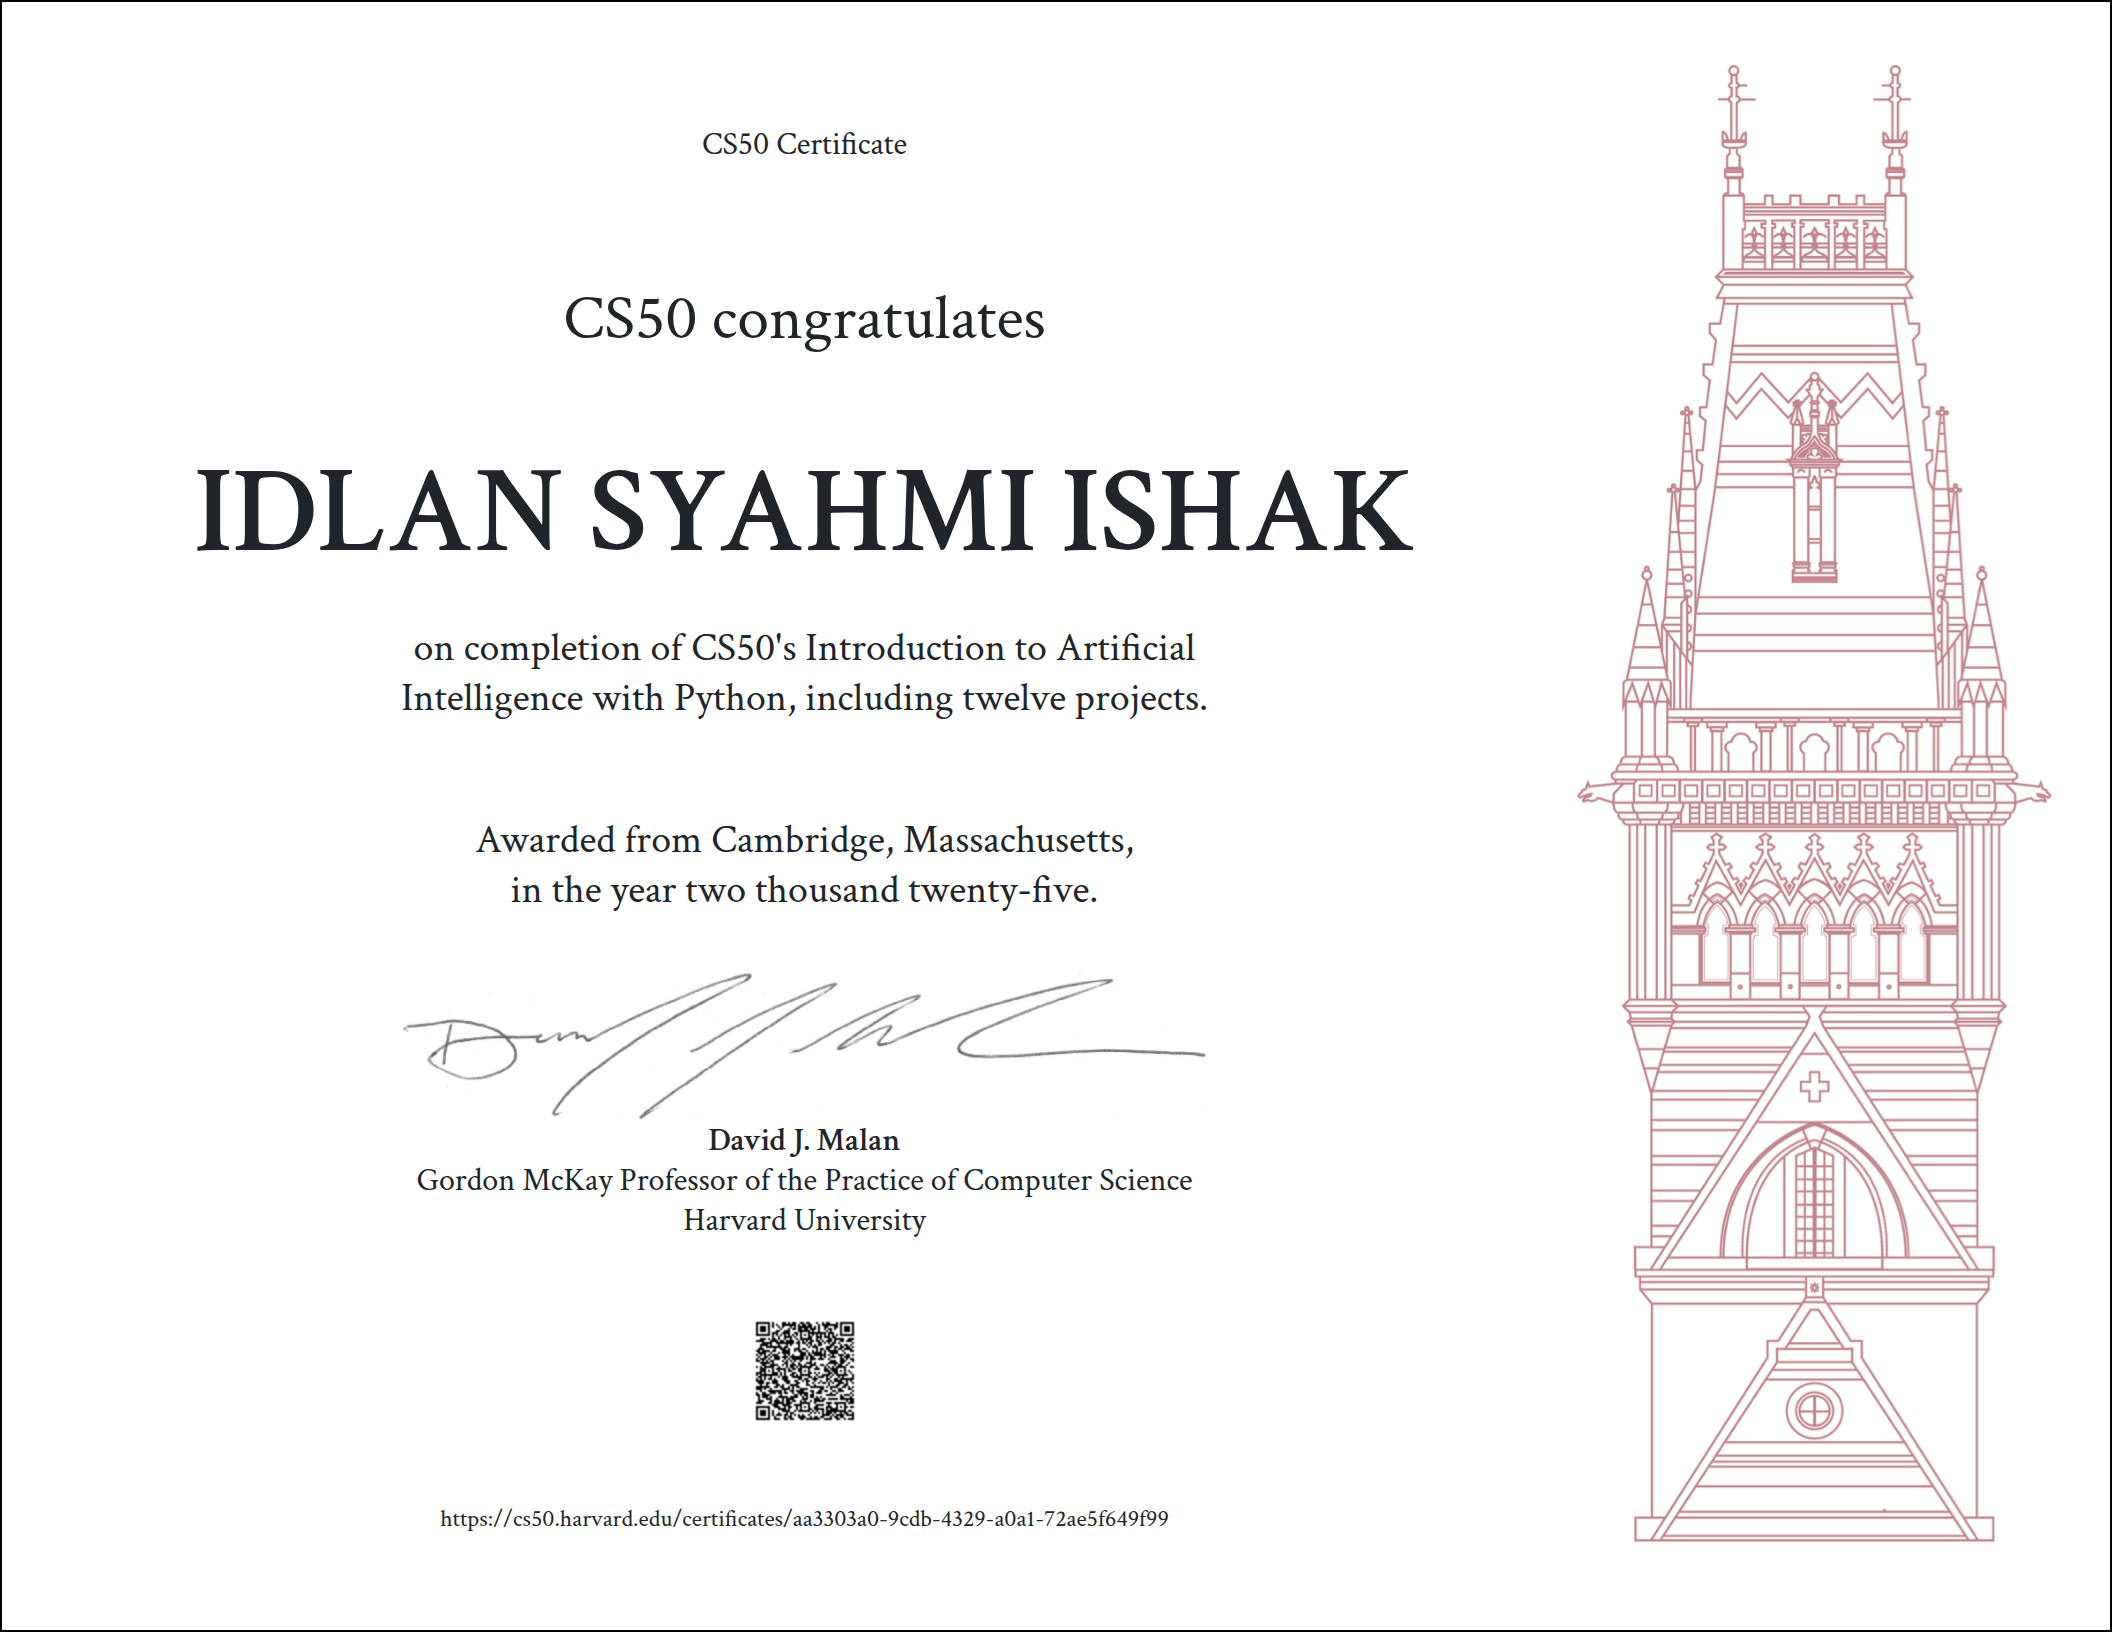 CS50 Certificate
CS50 congratulates
IDLAN SYAHMI ISHAK
on completion of CS50's Introduction to Artificial
Intelligence with Python, including twelve projects.
Awarded from Cambridge, Massachusetts,
in the year two thousand twenty-five.
David J. Malan
Gordon McKay Professor of the Practice of Computer Science
Harvard University
https://cs50.harvard.edu/certificates/aa3303a0-9cdb-4329-a0a1-72ae5f649f99